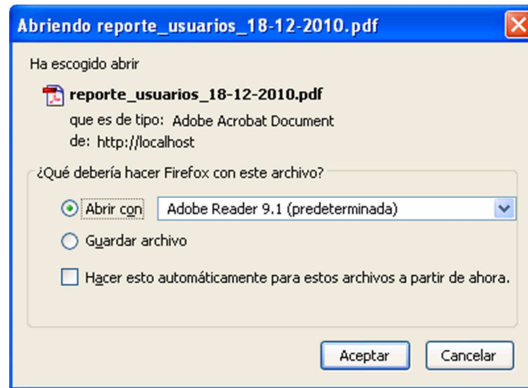 Abriendo reporte_usuarios_18-12-2010.pdf
Ha escogido abrir
reporte_usuarios_18-12-2010.pdf
que es de tipo: Adobe Acrobat Document
de: http://localhost
¿Qué debería hacer Firefox con este archivo?
Abrir con Adobe Reader 9.1 (predeterminada)
Guardar archivo
Hacer esto automáticamente para estos archivos a partir de ahora.
Aceptar Cancelar